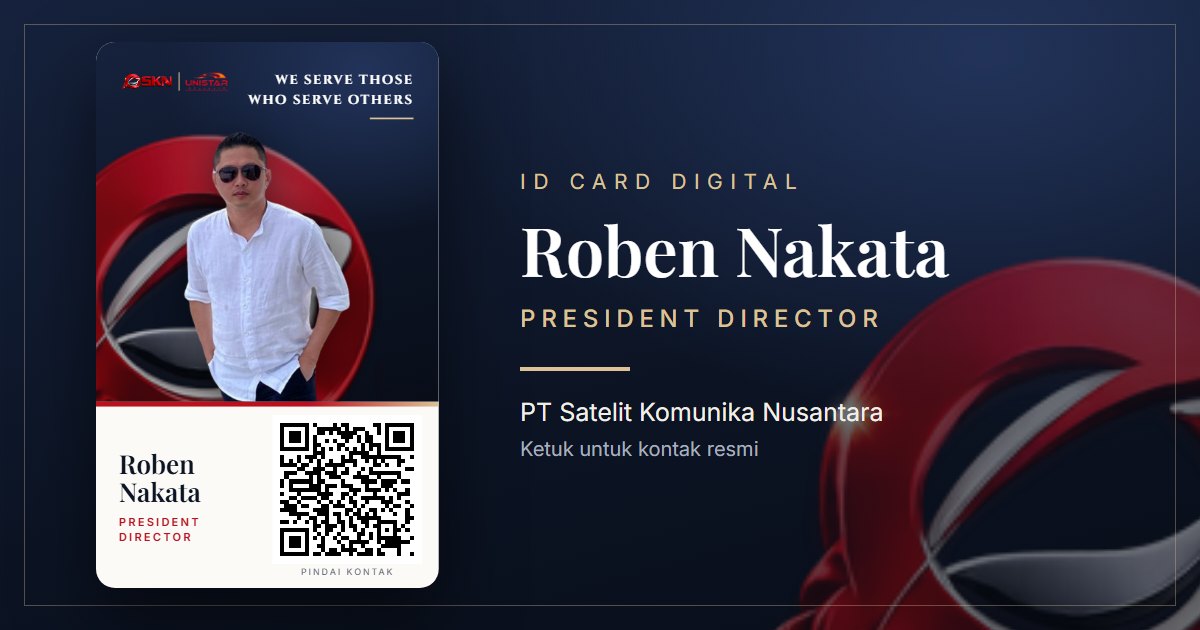 SKN | UNISTAR
WE SERVE THOSE
WHO SERVE OTHERS
Roben
Nakata
PRESIDENT
DIRECTOR
PINDAI KONTAK
ID CARD DIGITAL
Roben Nakata
PRESIDENT DIRECTOR
PT Satelit Komunika Nusantara
Ketuk untuk kontak resmi